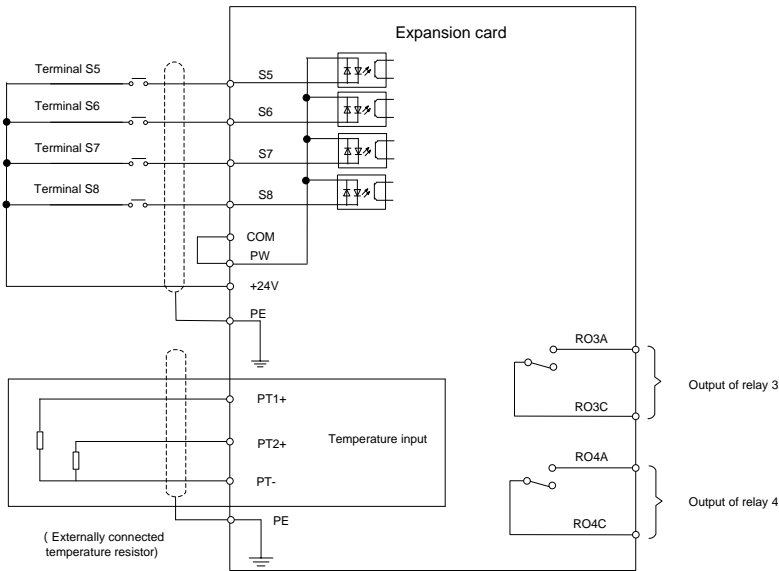 Expansion card
Terminal S5
S5
Terminal S6
S6
Terminal S7
S7
Terminal S8
S8
COM
PW
+24V
PE
RO3A
Output of relay 3
RO3C
PT1+
PT2+
Temperature input
PT-
RO4A
Output of relay 4
RO4C
PE
( Externally connected
temperature resistor)